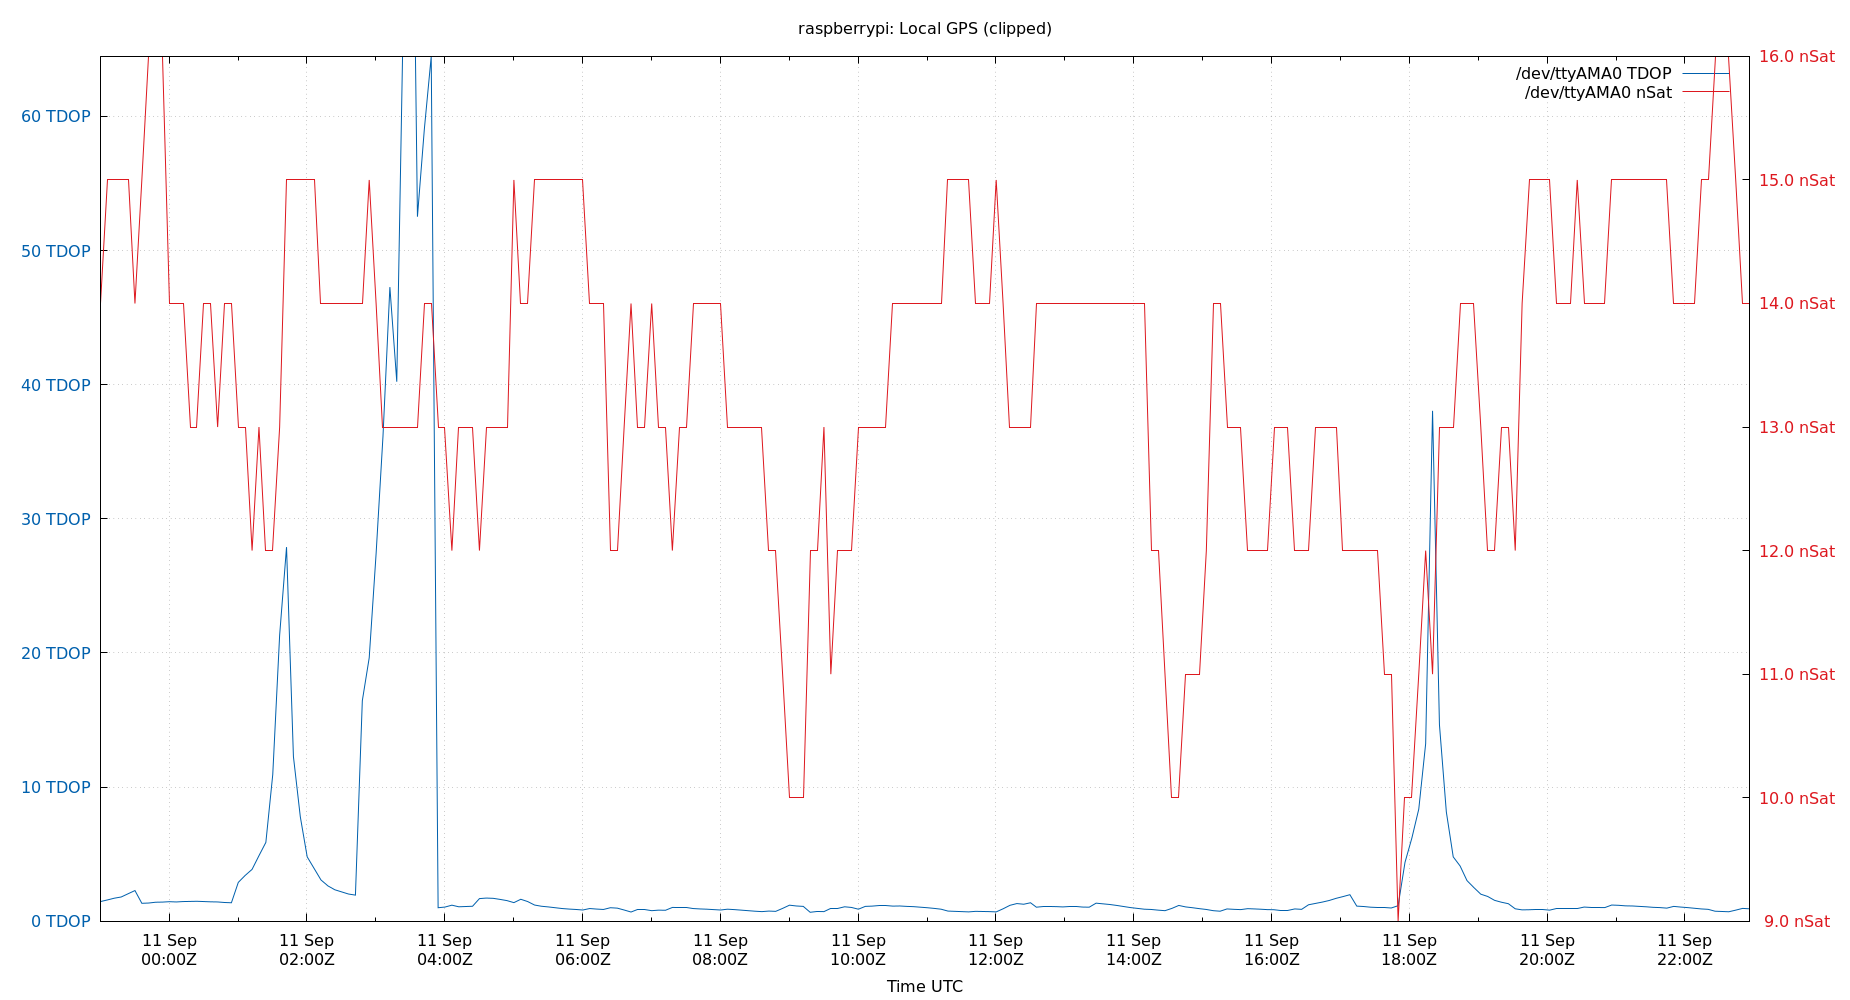 raspberrypi: Local GPS (clipped)
/dev/ttyAMA0 TDOP
/dev/ttyAMA0 nSat
60 TDOP
50 TDOP
40 TDOP
30 TDOP
20 TDOP
10 TDOP
0 TDOP
16.0 nSat
15.0 nSat
14.0 nSat
13.0 nSat
12.0 nSat
11.0 nSat
10.0 nSat
9.0 nSat
11 Sep 11 Sep 11 Sep 11 Sep 11 Sep 11 Sep 11 Sep 11 Sep 11 Sep 11 Sep 11 Sep 11 Sep
00:00Z 02:00Z 04:00Z 06:00Z 08:00Z 10:00Z 12:00Z 14:00Z 16:00Z 18:00Z 20:00Z 22:00Z
Time UTC